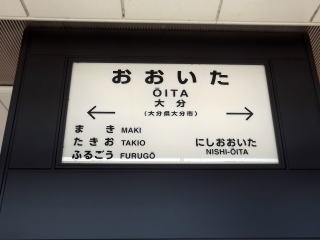 おおいた
ŌITA
大分
(大分県大分市)
← →
まき MAKI
たきお TAKIO
ふるごう FURUGŌ
にしおおいた
NISHI-ŌITA